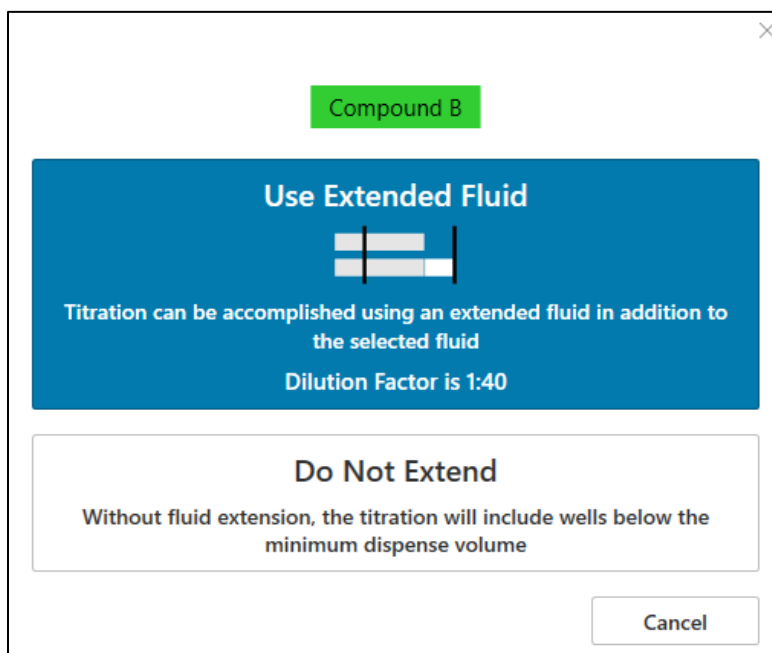 Compound B
Use Extended Fluid
Titration can be accomplished using an extended fluid in addition to
the selected fluid
Dilution Factor is 1:40
Do Not Extend
Without fluid extension, the titration will include wells below the
minimum dispense volume
Cancel